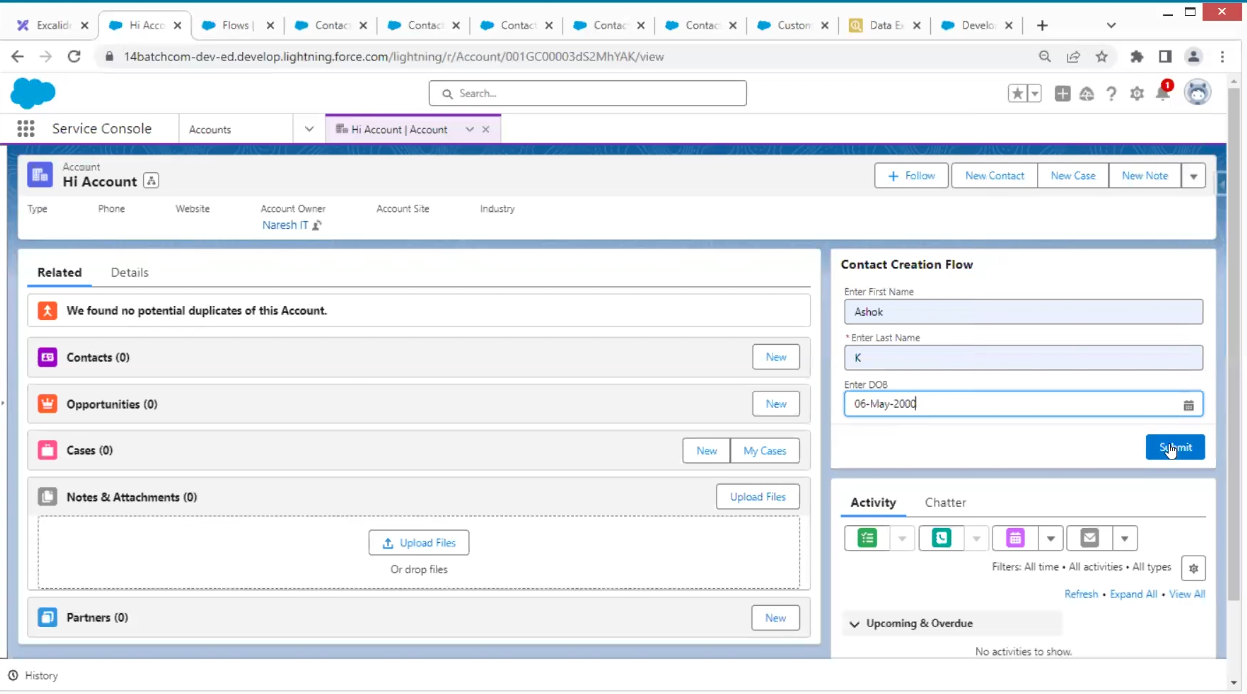 Excalid
Hi Acco
Flows |
Contac
Contac
Contac
Contac
Contac
Custom
Data Ex
Develo
14batchcom-dev-ed.develop.lightning.force.com/lightning/r/Account/001GC00003dS2MhYAK/view
Search...
1
Service Console
Accounts
Hi Account | Account
Account
Hi Account
+ Follow
New Contact
New Case
New Note
Type
Phone
Website
Account Owner
Account Site
Industry
Naresh IT
Related
Details
We found no potential duplicates of this Account.
Contacts (0)
New
Opportunities (0)
New
Cases (0)
New
My Cases
Notes & Attachments (0)
Upload Files
Upload Files
Or drop files
Partners (0)
New
Contact Creation Flow
Enter First Name
Ashok
* Enter Last Name
K
Enter DOB
06-May-2000
Submit
Activity
Chatter
Filters: All time • All activities • All types
Refresh • Expand All • View All
Upcoming & Overdue
No activities to show.
History